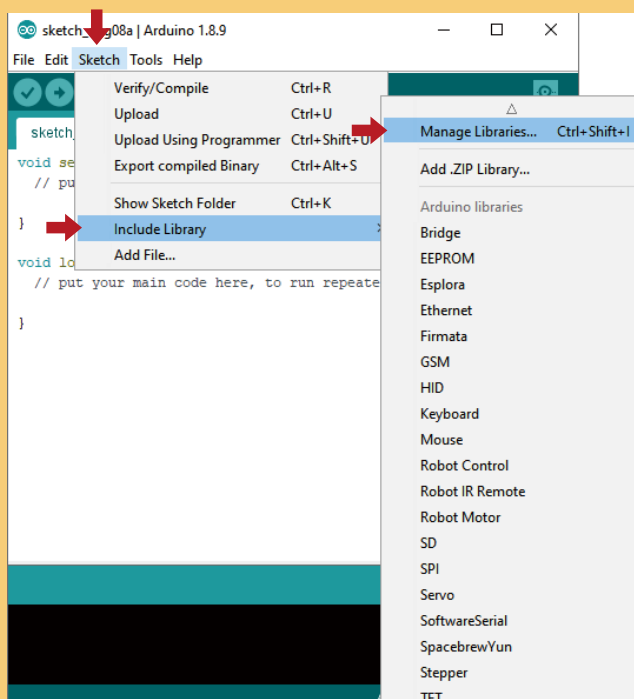 sketch_ g08a | Arduino 1.8.9
File Edit Sketch Tools Help
Verify/Compile Ctrl+R
Upload Ctrl+U
Upload Using Programmer Ctrl+Shift+U
Export compiled Binary Ctrl+Alt+S
Show Sketch Folder Ctrl+K
Include Library
Add File...
sketch_
void se
// pu
}
void lo
// put your main code here, to run repeate
}
Manage Libraries... Ctrl+Shift+I
Add .ZIP Library...
Arduino libraries
Bridge
EEPROM
Esplora
Ethernet
Firmata
GSM
HID
Keyboard
Mouse
Robot Control
Robot IR Remote
Robot Motor
SD
SPI
Servo
SoftwareSerial
SpacebrewYun
Stepper
TFT